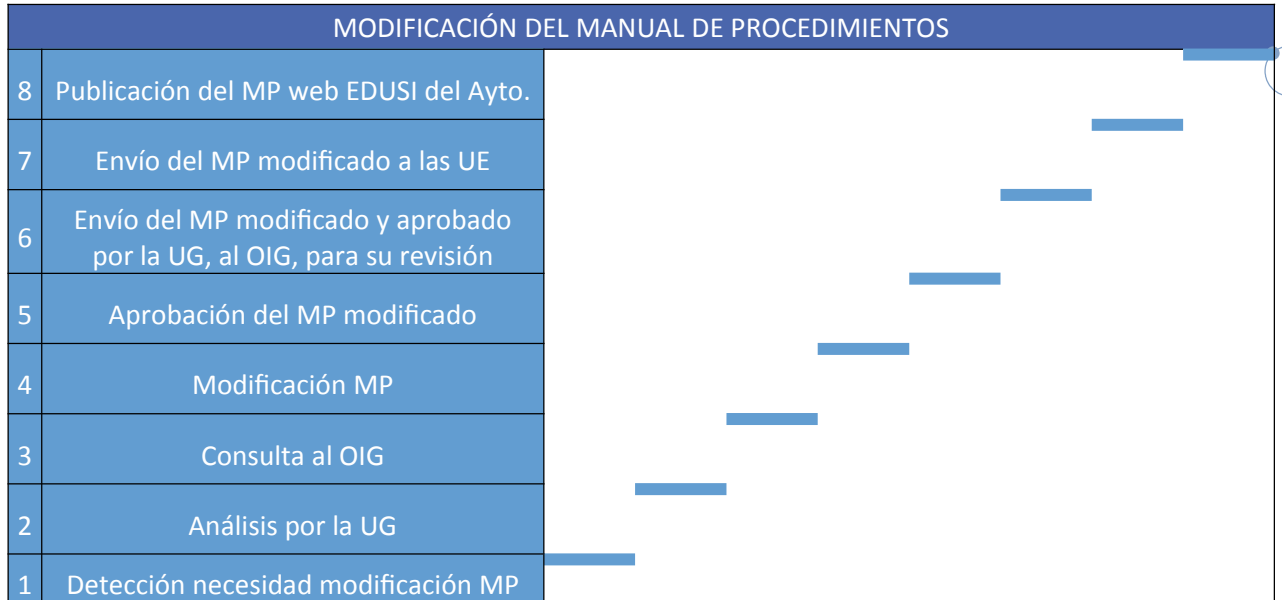 MODIFICACIÓN DEL MANUAL DE PROCEDIMIENTOS
8 Publicación del MP web EDUSI del Ayto.
7 Envío del MP modificado a las UE
6 Envío del MP modificado y aprobado
por la UG, al OIG, para su revisión
5 Aprobación del MP modificado
4 Modificación MP
3 Consulta al OIG
2 Análisis por la UG
1 Detección necesidad modificación MP